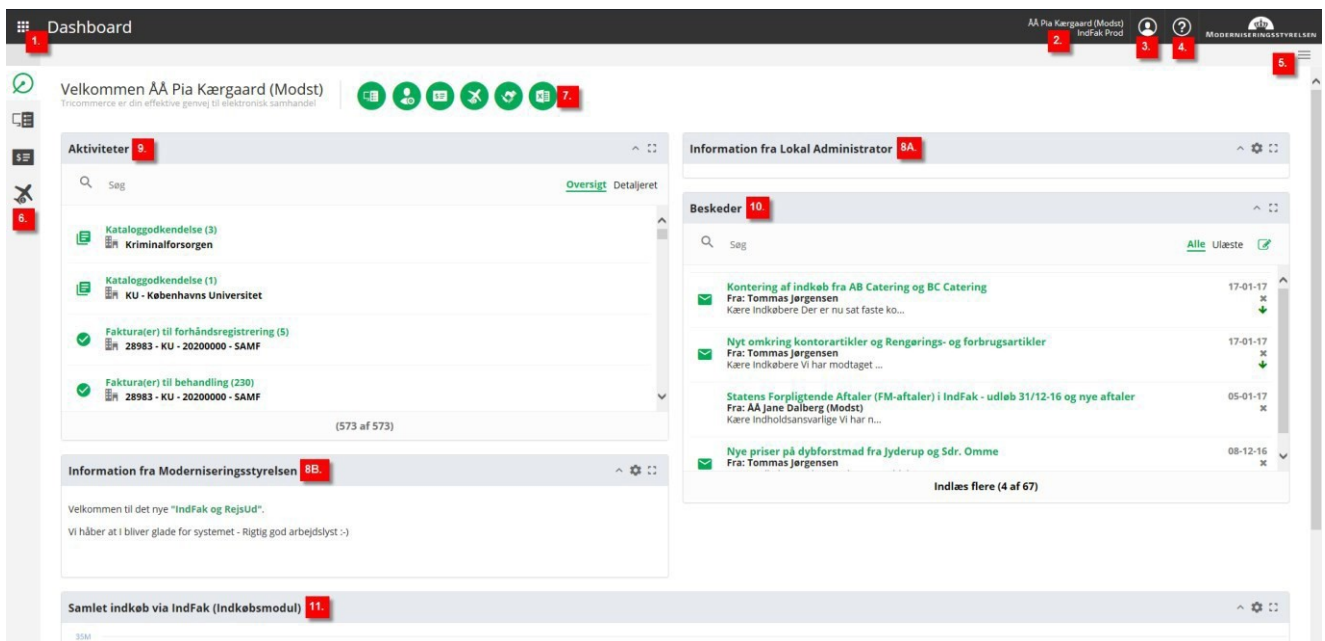 Dashboard
1.
ÅÅ Pia Kærgaard (Modst)
IndFak Prod
2.
3.
4.
MODERNISERINGSSTYRELSEN
5.
Velkommen ÅÅ Pia Kærgaard (Modst)
Tricommerce er din effektive genvej til elektronisk samhandel
7.
6.
Aktiviteter 9.
Søg
Oversigt Detaljeret
Kataloggodkendelse (3)
Kriminalforsorgen
Kataloggodkendelse (1)
KU - Københavns Universitet
Faktura(er) til forhåndsregistrering (5)
28983 - KU - 20200000 - SAMF
Faktura(er) til behandling (230)
28983 - KU - 20200000 - SAMF
(573 af 573)
Information fra Moderniseringsstyrelsen 8B.
Velkommen til det nye "IndFak og RejsUd".
Vi håber at I bliver glade for systemet - Rigtig god arbejdslyst :-)
Information fra Lokal Administrator 8A.
Beskeder 10.
Søg
Alle Ulæste
Kontering af indkøb fra AB Catering og BC Catering 17-01-17
Fra: Tommas Jørgensen
Kære Indkøbere Der er nu sat faste ko...
Nyt omkring kontorartikler og Rengørings- og forbrugsartikler 17-01-17
Fra: Tommas Jørgensen
Kære Indkøbere Vi har modtaget ...
Statens Forpligtende Aftaler (FM-aftaler) i IndFak - udløb 31/12-16 og nye aftaler 05-01-17
Fra: ÅÅ Jane Dalberg (Modst)
Kære Indholdsansvarlige Vi har n...
Nye priser på dybforstmad fra Jyderup og Sdr. Omme 08-12-16
Fra: Tommas Jørgensen
Indlæs flere (4 af 67)
Samlet indkøb via IndFak (Indkøbsmodul) 11.
35M